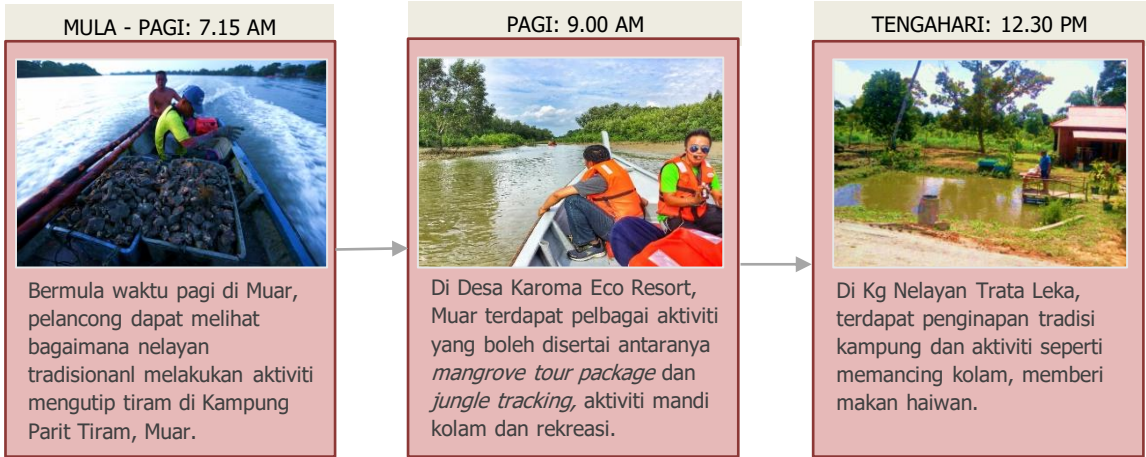 MULA - PAGI: 7.15 AM
Bermula waktu pagi di Muar,
pelancong dapat melihat
bagaimana nelayan
tradisionanl melakukan aktiviti
mengutip tiram di Kampung
Parit Tiram, Muar.
PAGI: 9.00 AM
Di Desa Karoma Eco Resort,
Muar terdapat pelbagai aktiviti
yang boleh disertai antaranya
mangrove tour package dan
jungle tracking, aktiviti mandi
kolam dan rekreasi.
TENGAHARI: 12.30 PM
Di Kg Nelayan Trata Leka,
terdapat penginapan tradisi
kampung dan aktiviti seperti
memancing kolam, memberi
makan haiwan.